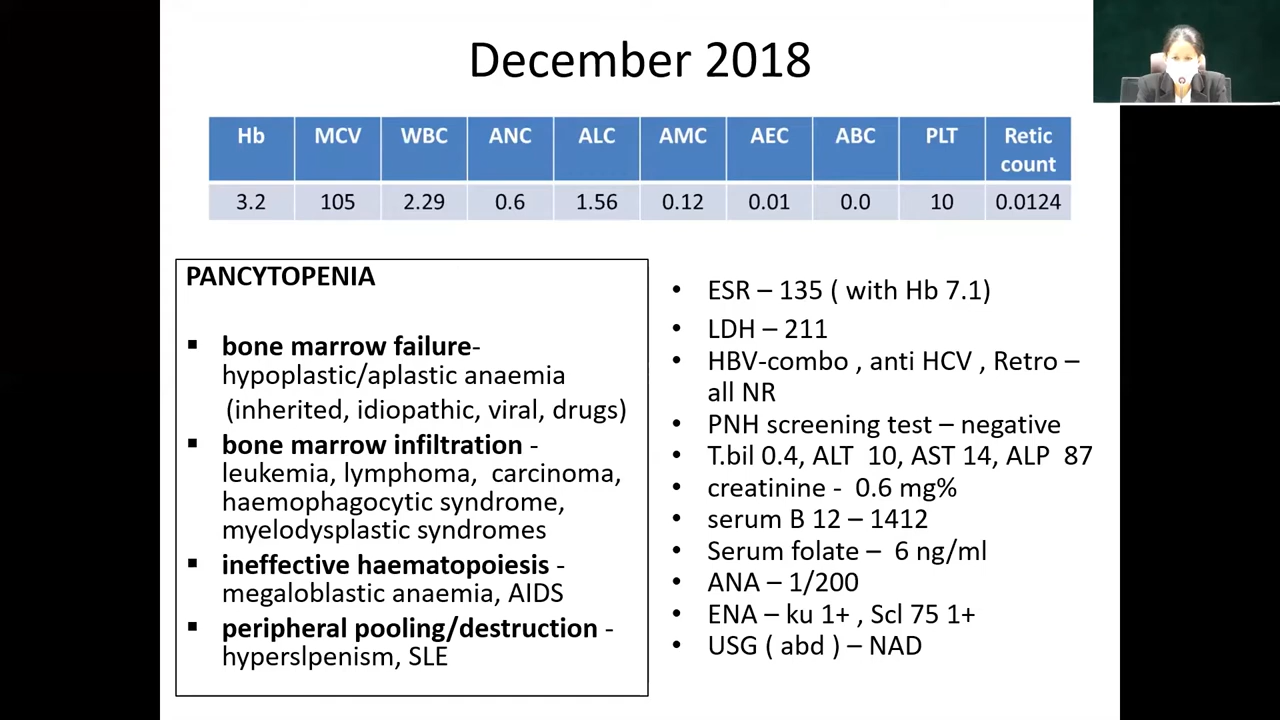 December 2018
Hb MCV WBC ANC ALC AMC AEC ABC PLT Retic count
3.2 105 2.29 0.6 1.56 0.12 0.01 0.0 10 0.0124
PANCYTOPENIA
▪ bone marrow failure-
hypoplastic/aplastic anaemia
(inherited, idiopathic, viral, drugs)
▪ bone marrow infiltration -
leukemia, lymphoma, carcinoma,
haemophagocytic syndrome,
myelodysplastic syndromes
▪ ineffective haematopoiesis -
megaloblastic anaemia, AIDS
▪ peripheral pooling/destruction -
hyperslpenism, SLE
• ESR – 135 ( with Hb 7.1)
• LDH – 211
• HBV-combo , anti HCV , Retro –
all NR
• PNH screening test – negative
• T.bil 0.4, ALT 10, AST 14, ALP 87
• creatinine - 0.6 mg%
• serum B 12 – 1412
• Serum folate – 6 ng/ml
• ANA – 1/200
• ENA – ku 1+ , Scl 75 1+
• USG ( abd ) – NAD